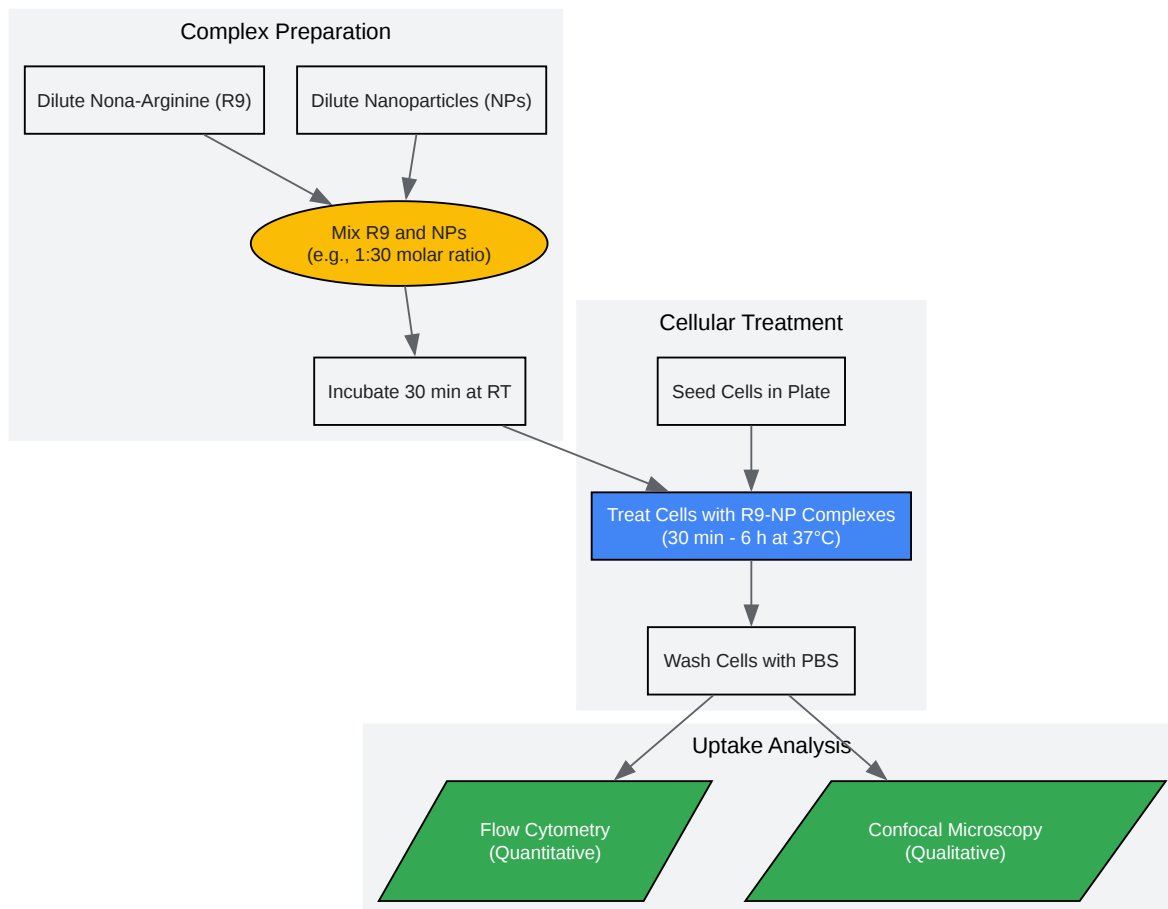 Complex Preparation
Dilute Nona-Arginine (R9)
Dilute Nanoparticles (NPs)
Mix R9 and NPs
(e.g., 1:30 molar ratio)
Incubate 30 min at RT
Cellular Treatment
Seed Cells in Plate
Treat Cells with R9-NP Complexes
(30 min - 6 h at 37°C)
Wash Cells with PBS
Uptake Analysis
Flow Cytometry
(Quantitative)
Confocal Microscopy
(Qualitative)